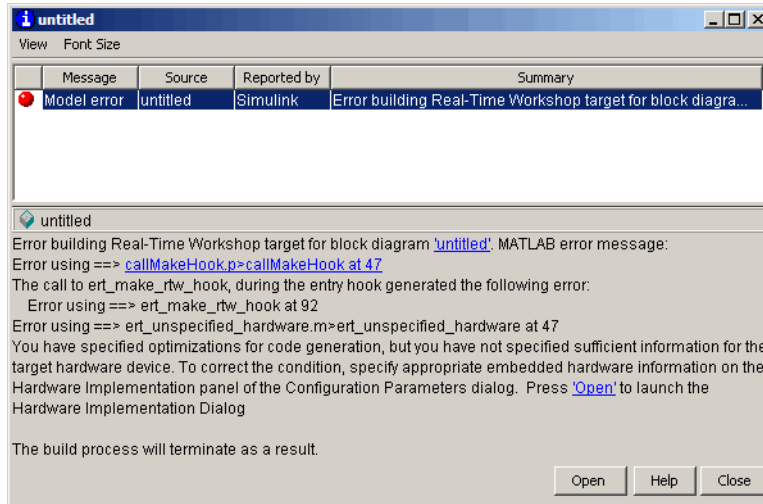 untitled
View Font Size
Message Source Reported by Summary
Model error untitled Simulink Error building Real-Time Workshop target for block diagra...
untitled
Error building Real-Time Workshop target for block diagram 'untitled'. MATLAB error message:
Error using ==> callMakeHook.p>callMakeHook at 47
The call to ert_make_rtw_hook, during the entry hook generated the following error:
Error using ==> ert_make_rtw_hook at 92
Error using ==> ert_unspecified_hardware.m>ert_unspecified_hardware at 47
You have specified optimizations for code generation, but you have not specified sufficient information for the
target hardware device. To correct the condition, specify appropriate embedded hardware information on the
Hardware Implementation panel of the Configuration Parameters dialog. Press 'Open' to launch the
Hardware Implementation Dialog
The build process will terminate as a result.
Open Help Close